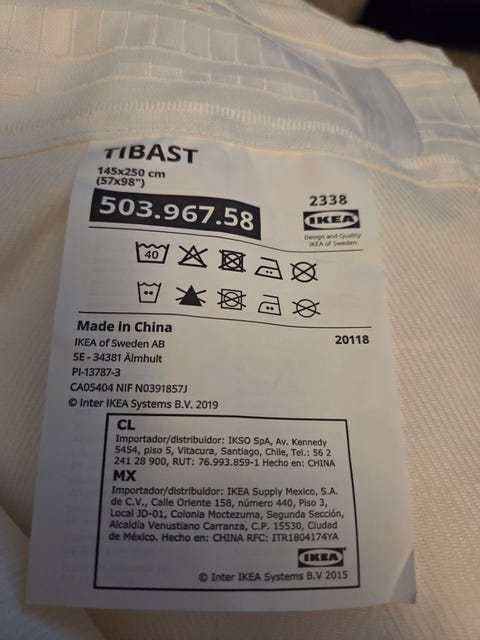 TIBAST
145x250 cm
(57x98")
503.967.58
2338
IKEA
Design and Quality
IKEA of Sweden
40
Made in China
20118
IKEA of Sweden AB
SE - 34381 Älmhult
PI-13787-3
CA05404 NIF N0391857J
© Inter IKEA Systems B.V. 2019
CL
Importador/distribuidor: IKSO SpA, Av. Kennedy
5454, piso 5, Vitacura, Santiago, Chile, Tel.: 56 2
241 28 900, RUT: 76.993.859-1 Hecho en: CHINA
MX
Importador/distribuidor: IKEA Supply Mexico, S.A.
de C.V., Calle Oriente 158, número 440, Piso 3,
Local JD-01, Colonia Moctezuma, Segunda Sección,
Alcaldía Venustiano Carranza, C.P. 15530, Ciudad
de México. Hecho en: CHINA RFC: ITR1804174YA
IKEA
© Inter IKEA Systems B.V 2015